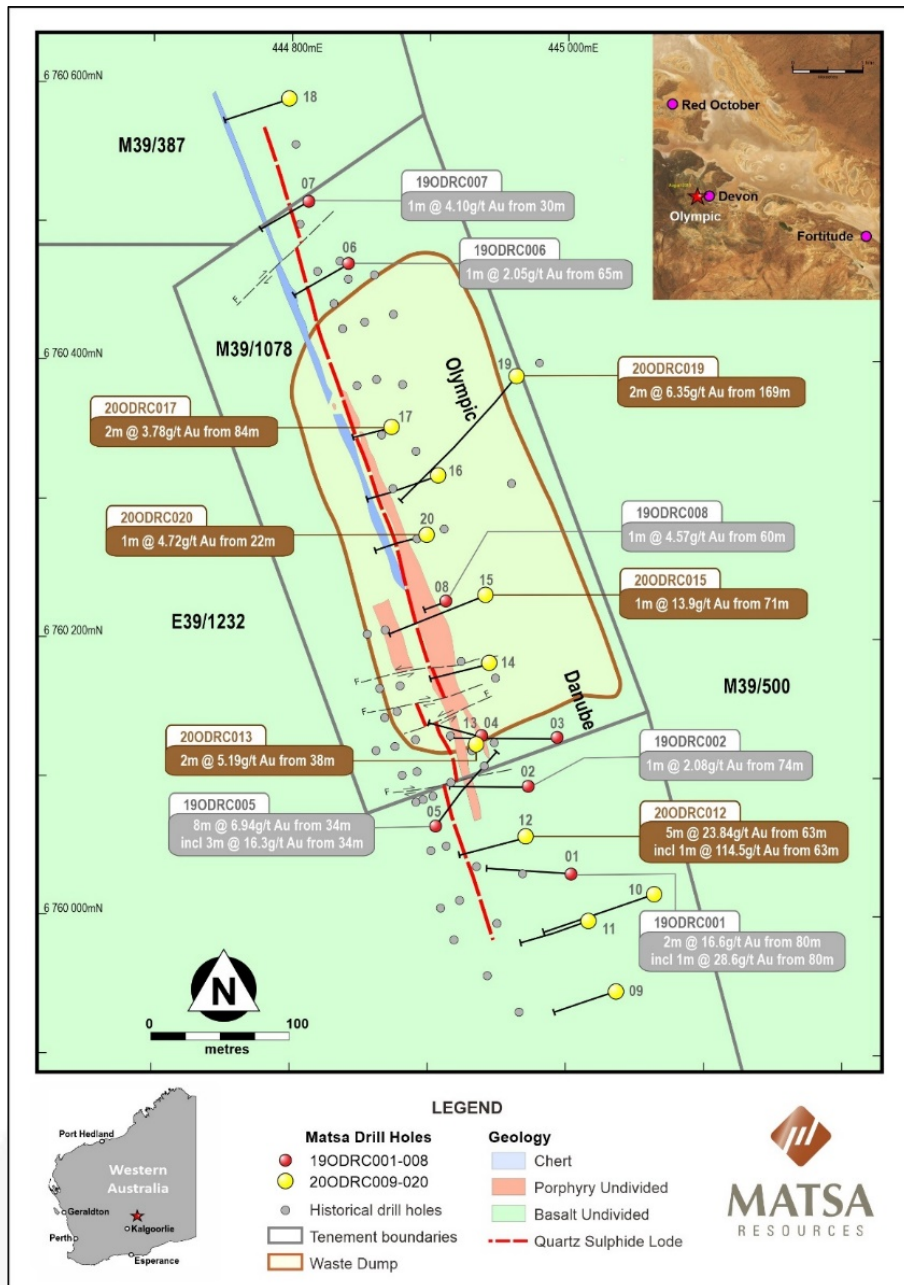 444 800mE
445 000mE
6 760 600mN
18
M39/387
Red October
Devon
Olympic
Fortitude
07
19ODRC007
1m @ 4.10g/t Au from 30m
06
19ODRC006
1m @ 2.05g/t Au from 65m
F
M39/1078
6 760 400mN
Olympic
19
20ODRC019
2m @ 6.35g/t Au from 169m
20ODRC017
2m @ 3.78g/t Au from 84m
17
16
20ODRC020
1m @ 4.72g/t Au from 22m
20
19ODRC008
1m @ 4.57g/t Au from 60m
08
15
20ODRC015
1m @ 13.9g/t Au from 71m
E39/1232
6 760 200mN
14
F
F
F
F
Danube
M39/500
20ODRC013
2m @ 5.19g/t Au from 38m
13
04
03
19ODRC002
1m @ 2.08g/t Au from 74m
02
F
19ODRC005
8m @ 6.94g/t Au from 34m
incl 3m @ 16.3g/t Au from 34m
05
12
20ODRC012
5m @ 23.84g/t Au from 63m
incl 1m @ 114.5g/t Au from 63m
01
10
11
19ODRC001
2m @ 16.6g/t Au from 80m
incl 1m @ 28.6g/t Au from 80m
6 760 000mN
09
N
0
100
metres
Port Hedland
Western
Australia
Geraldton
Kalgoorlie
Perth
Esperance
LEGEND
Matsa Drill Holes
19ODRC001-008
20ODRC009-020
Historical drill holes
Tenement boundaries
Waste Dump
Geology
Chert
Porphyry Undivided
Basalt Undivided
Quartz Sulphide Lode
MATSA
RESOURCES